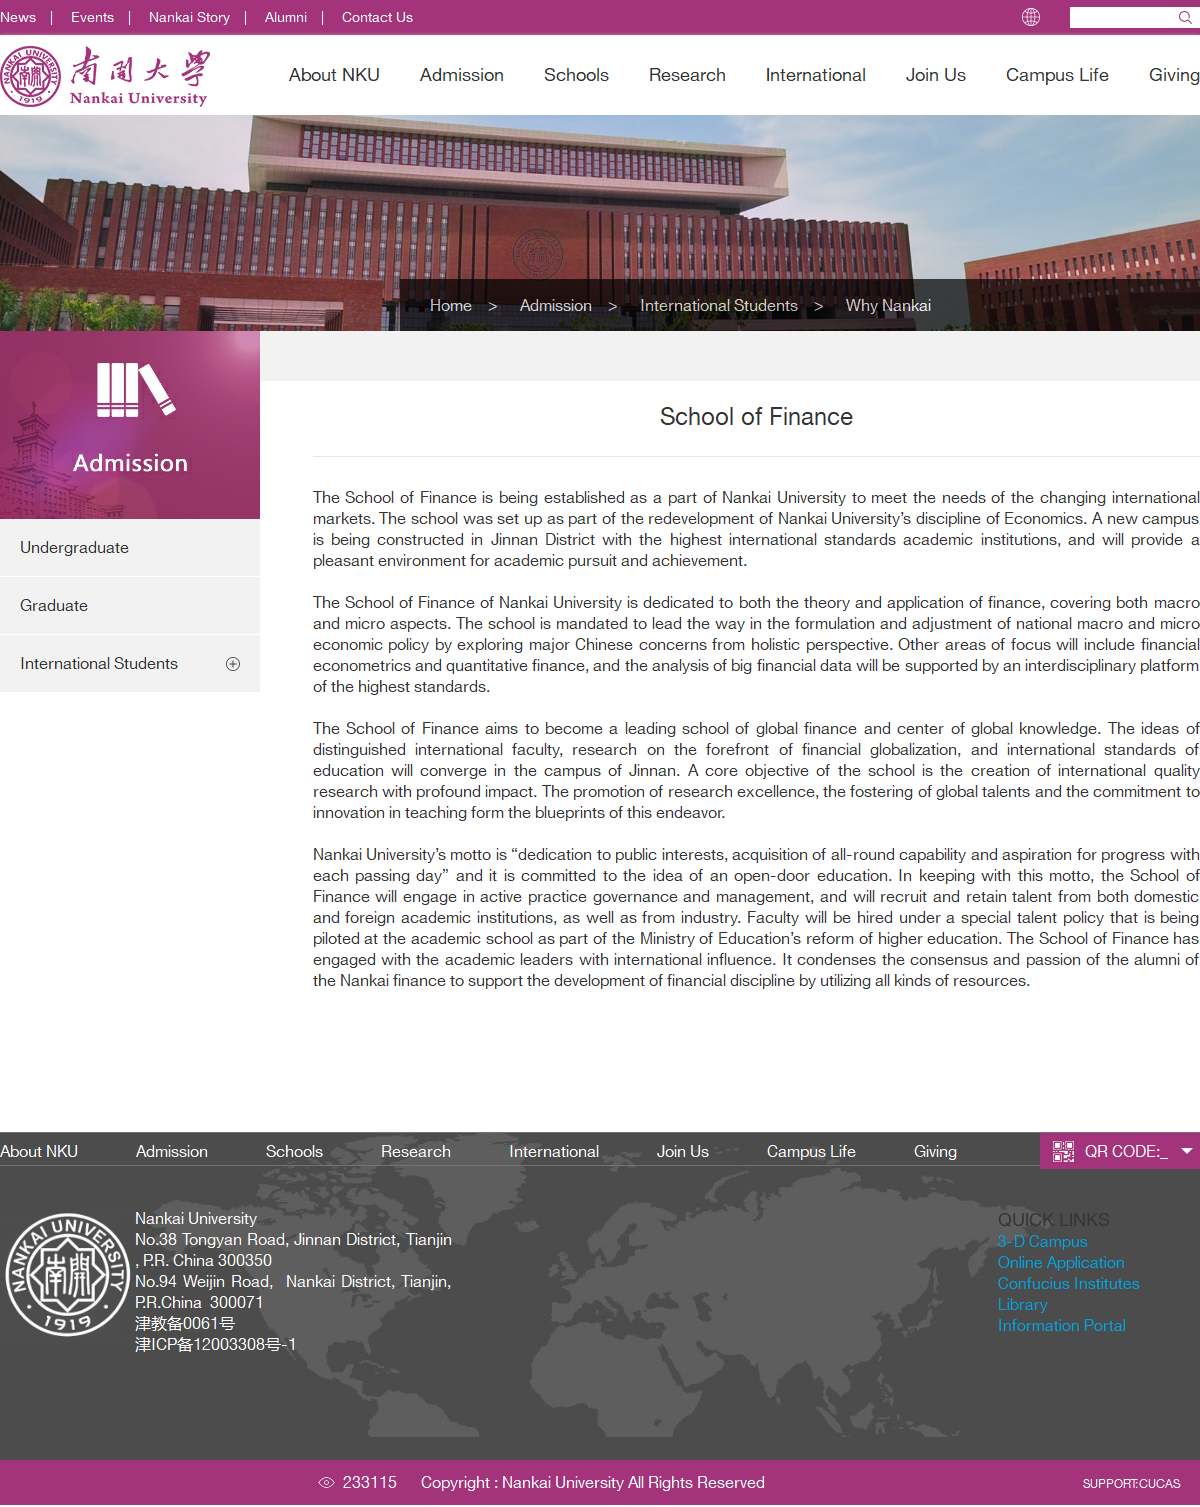 News | Events | Nankai Story | Alumni | Contact Us
南開大學
Nankai University
NANKAI UNIVERSITY
1919
About NKU Admission Schools Research International Join Us Campus Life Giving
Home > Admission > International Students > Why Nankai
Admission
Undergraduate
Graduate
International Students
School of Finance
The School of Finance is being established as a part of Nankai University to meet the needs of the changing international
markets. The school was set up as part of the redevelopment of Nankai University’s discipline of Economics. A new campus
is being constructed in Jinnan District with the highest international standards academic institutions, and will provide a
pleasant environment for academic pursuit and achievement.
The School of Finance of Nankai University is dedicated to both the theory and application of finance, covering both macro
and micro aspects. The school is mandated to lead the way in the formulation and adjustment of national macro and micro
economic policy by exploring major Chinese concerns from holistic perspective. Other areas of focus will include financial
econometrics and quantitative finance, and the analysis of big financial data will be supported by an interdisciplinary platform
of the highest standards.
The School of Finance aims to become a leading school of global finance and center of global knowledge. The ideas of
distinguished international faculty, research on the forefront of financial globalization, and international standards of
education will converge in the campus of Jinnan. A core objective of the school is the creation of international quality
research with profound impact. The promotion of research excellence, the fostering of global talents and the commitment to
innovation in teaching form the blueprints of this endeavor.
Nankai University’s motto is “dedication to public interests, acquisition of all-round capability and aspiration for progress with
each passing day” and it is committed to the idea of an open-door education. In keeping with this motto, the School of
Finance will engage in active practice governance and management, and will recruit and retain talent from both domestic
and foreign academic institutions, as well as from industry. Faculty will be hired under a special talent policy that is being
piloted at the academic school as part of the Ministry of Education’s reform of higher education. The School of Finance has
engaged with the academic leaders with international influence. It condenses the consensus and passion of the alumni of
the Nankai finance to support the development of financial discipline by utilizing all kinds of resources.
About NKU Admission Schools Research International Join Us Campus Life Giving QR CODE:_
NANKAI UNIVERSITY
南開
1919
Nankai University
No.38 Tongyan Road, Jinnan District, Tianjin
, P.R. China 300350
No.94 Weijin Road, Nankai District, Tianjin,
P.R.China 300071
津教备0061号
津ICP备12003308号-1
QUICK LINKS
3-D Campus
Online Application
Confucius Institutes
Library
Information Portal
233115 Copyright : Nankai University All Rights Reserved
SUPPORT:CUCAS